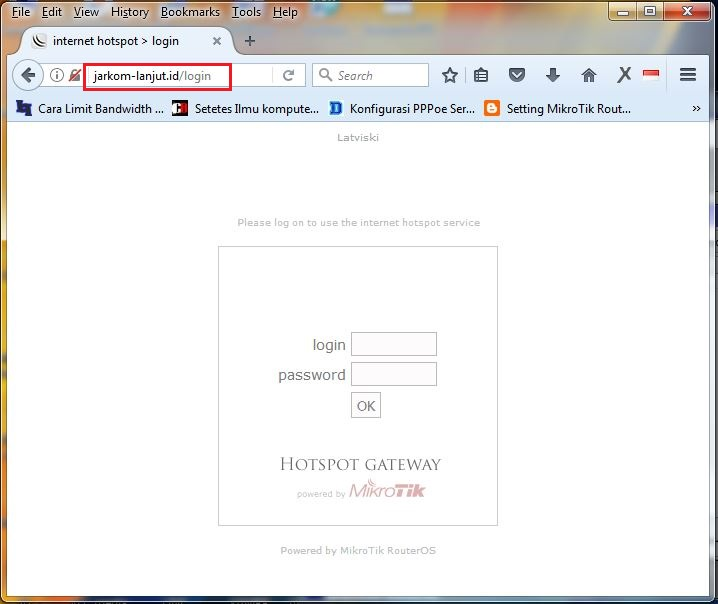 File Edit View History Bookmarks Tools Help
internet hotspot > login
jarkom-lanjut.id/login
Search
Cara Limit Bandwidth ...
Setetes Ilmu kompute...
Konfigurasi PPPoe Ser...
Setting MikroTik Rout...
Latviski
Please log on to use the internet hotspot service
login
password
OK
HOTSPOT GATEWAY
powered by MikroTik
Powered by MikroTik RouterOS